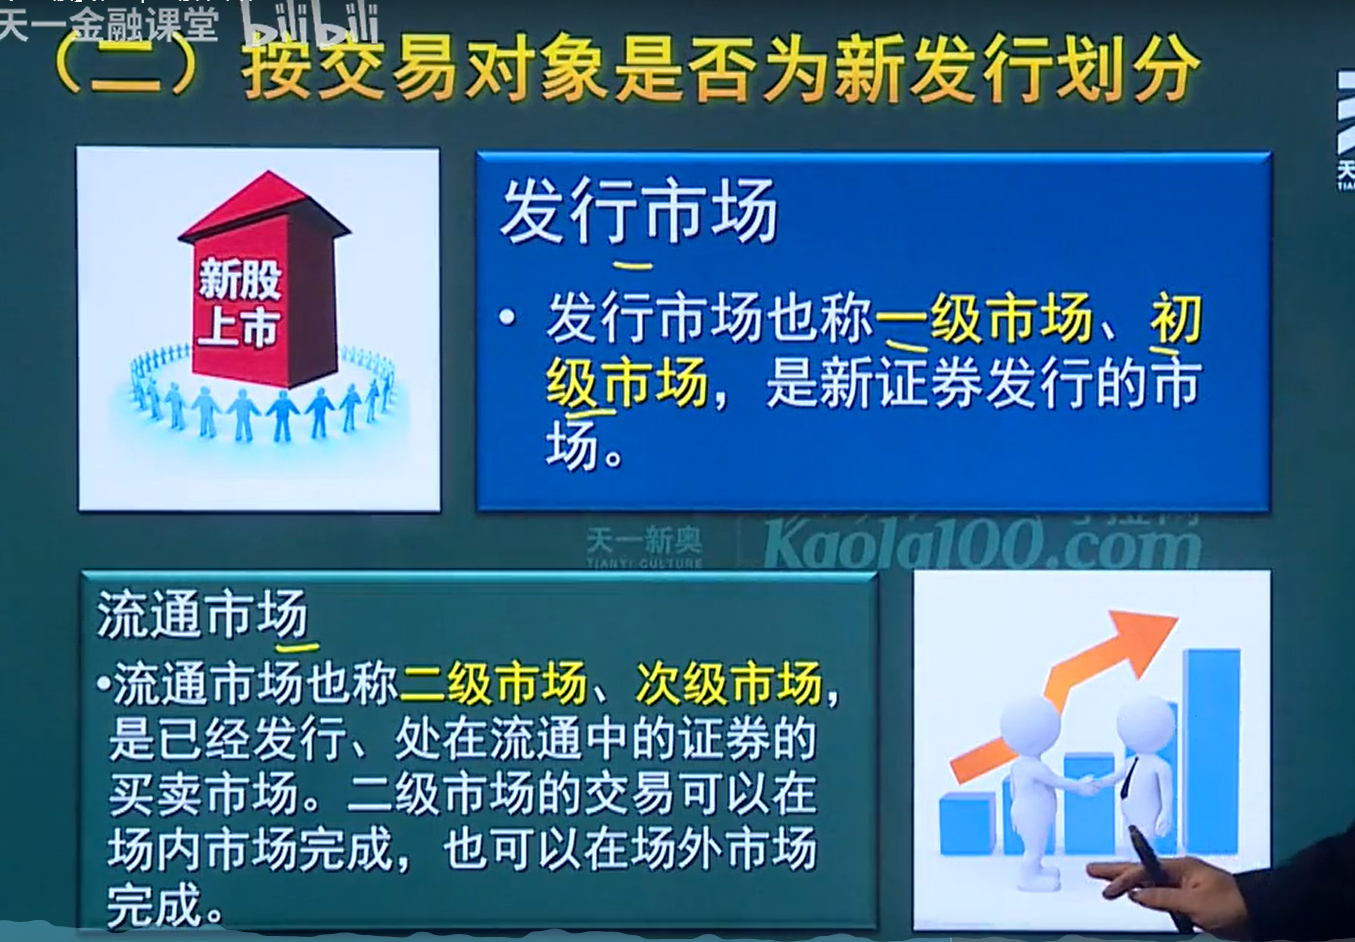 天一金融课堂 bilibili
（二）按交易对象是否为新发行划分
新股
上市
发行市场
• 发行市场也称一级市场、初
级市场，是新证券发行的市
场。
天一新奥
TIANYI CULTURE
Kaola100.com
流通市场
•流通市场也称二级市场、次级市场，
是已经发行、处在流通中的证券的
买卖市场。二级市场的交易可以在
场内市场完成，也可以在场外市场
完成。